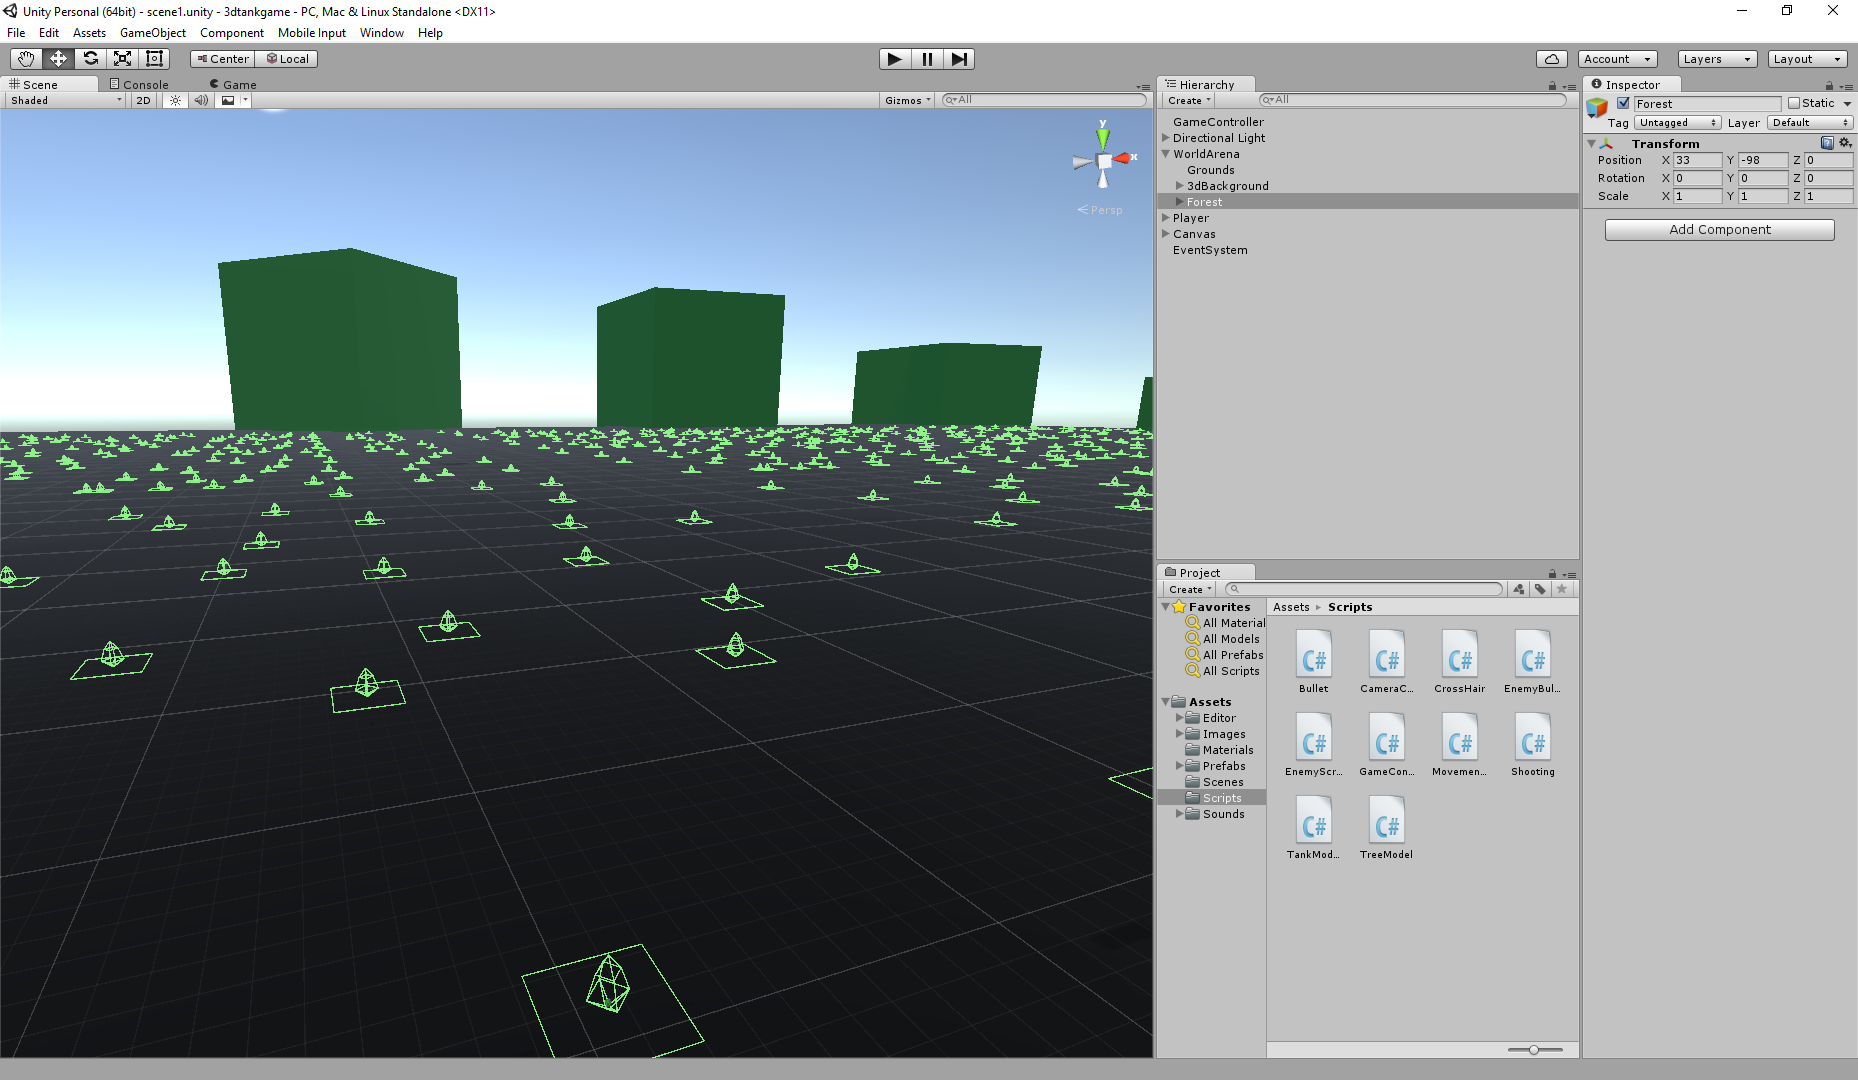 Unity Personal (64bit) - scene1.unity - 3dtankgame - PC, Mac & Linux Standalone <DX11>
File Edit Assets GameObject Component Mobile Input Window Help
Center Local
Account Layers Layout
Scene Console Game
Shaded 2D Gizmos All
y
x
Persp
Hierarchy
Create All
GameController
Directional Light
WorldArena
Grounds
3dBackground
Forest
Player
Canvas
EventSystem
Project
Create
Favorites
All Material
All Models
All Prefabs
All Scripts
Assets
Editor
Images
Materials
Prefabs
Scenes
Scripts
Sounds
Assets Scripts
C# C# C# C#
Bullet CameraC... CrossHair EnemyBul...
C# C# C# C#
EnemyScr... GameCon... Movemen... Shooting
C# C#
TankMod... TreeModel
Inspector
Forest Static
Tag Untagged Layer Default
Transform
Position X 33 Y -98 Z 0
Rotation X 0 Y 0 Z 0
Scale X 1 Y 1 Z 1
Add Component